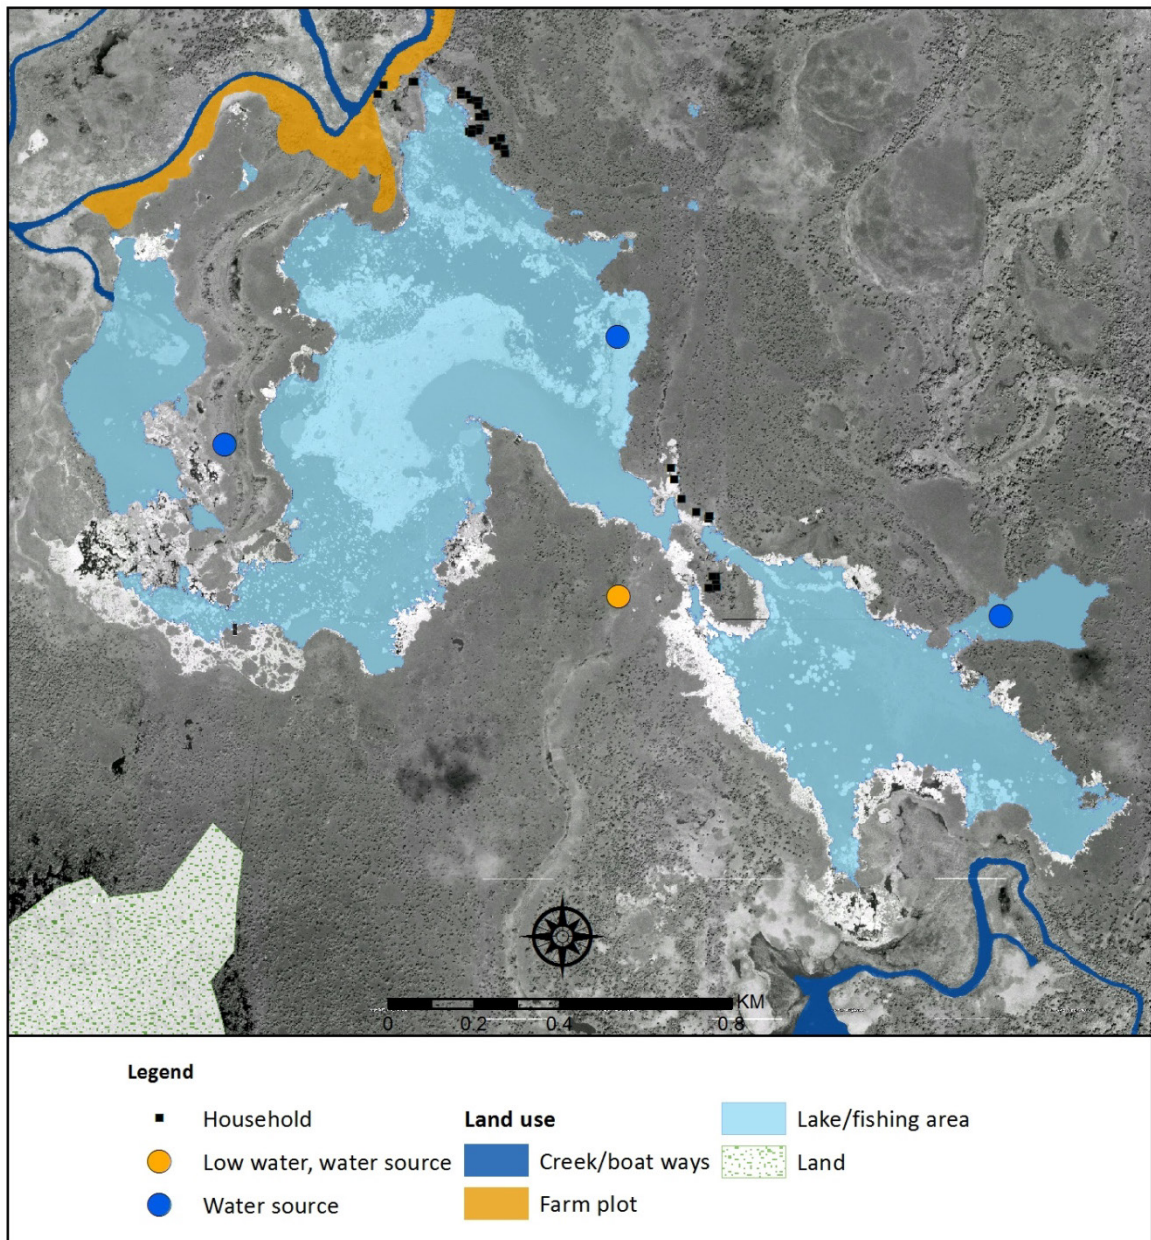 KM
0 0.2 0.4 0.8
Legend
Household
Low water, water source
Water source
Land use
Creek/boat ways
Farm plot
Lake/fishing area
Land